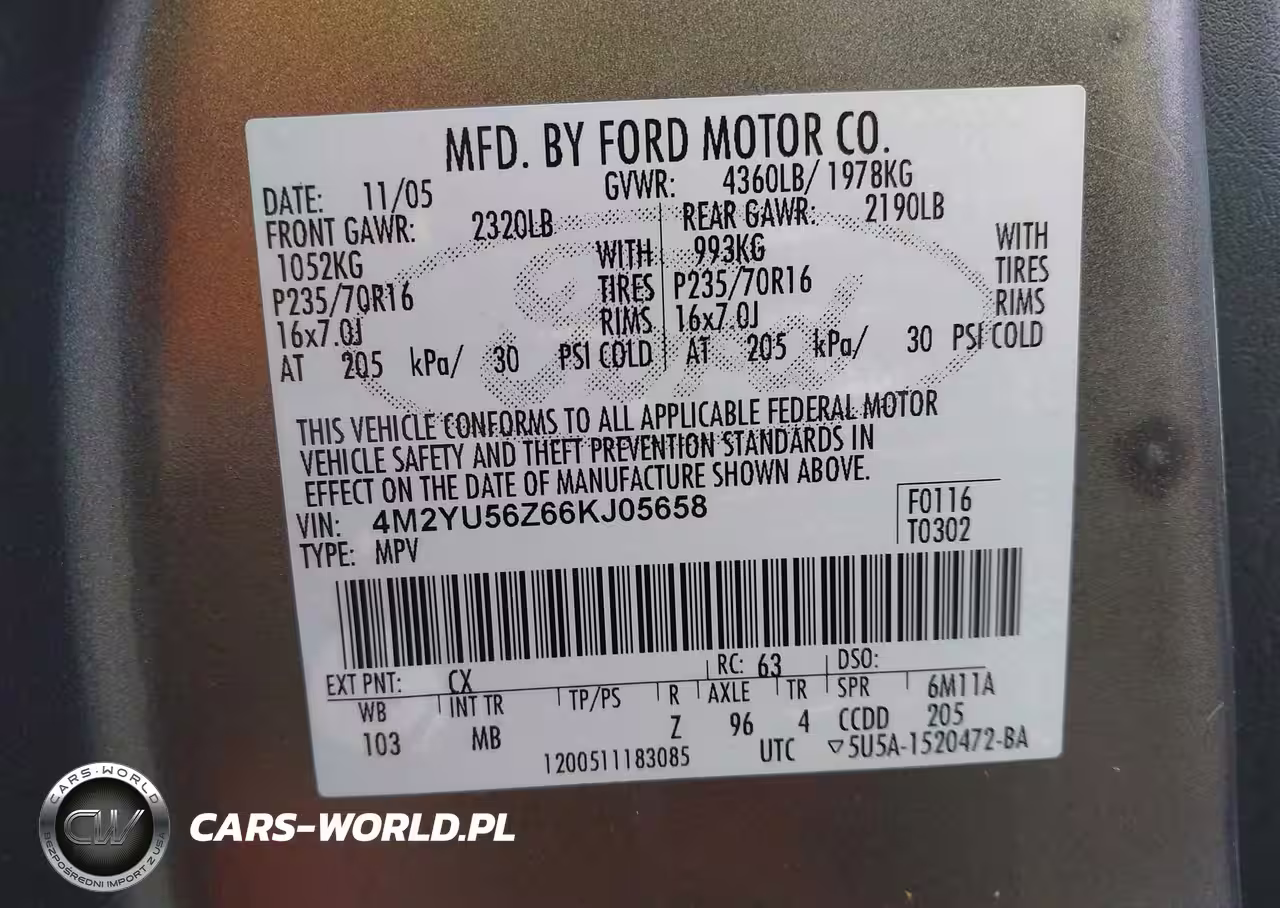 MFD. BY FORD MOTOR CO.
DATE: 11/05 GVWR: 4360LB/ 1978KG
FRONT GAWR: 2320LB REAR GAWR: 2190LB
1052KG WITH 993KG WITH
P235/70R16 TIRES P235/70R16 TIRES
16x7.0J RIMS 16x7.0J RIMS
AT 205 kPa/ 30 PSI COLD AT 205 kPa/ 30 PSI COLD
THIS VEHICLE CONFORMS TO ALL APPLICABLE FEDERAL MOTOR
VEHICLE SAFETY AND THEFT PREVENTION STANDARDS IN
EFFECT ON THE DATE OF MANUFACTURE SHOWN ABOVE.
VIN: 4M2YU56Z66KJ05658 F0116
TYPE: MPV T0302
EXT PNT: CX RC: 63 DSO:
WB INT TR TP/PS R AXLE TR SPR 6M11A
103 MB Z 96 4 CCDD 205
1200511183085 UTC ▽5U5A-1520472-BA
CARS-WORLD
CW
BEZPOŚREDNI IMPORT Z USA
CARS-WORLD.PL